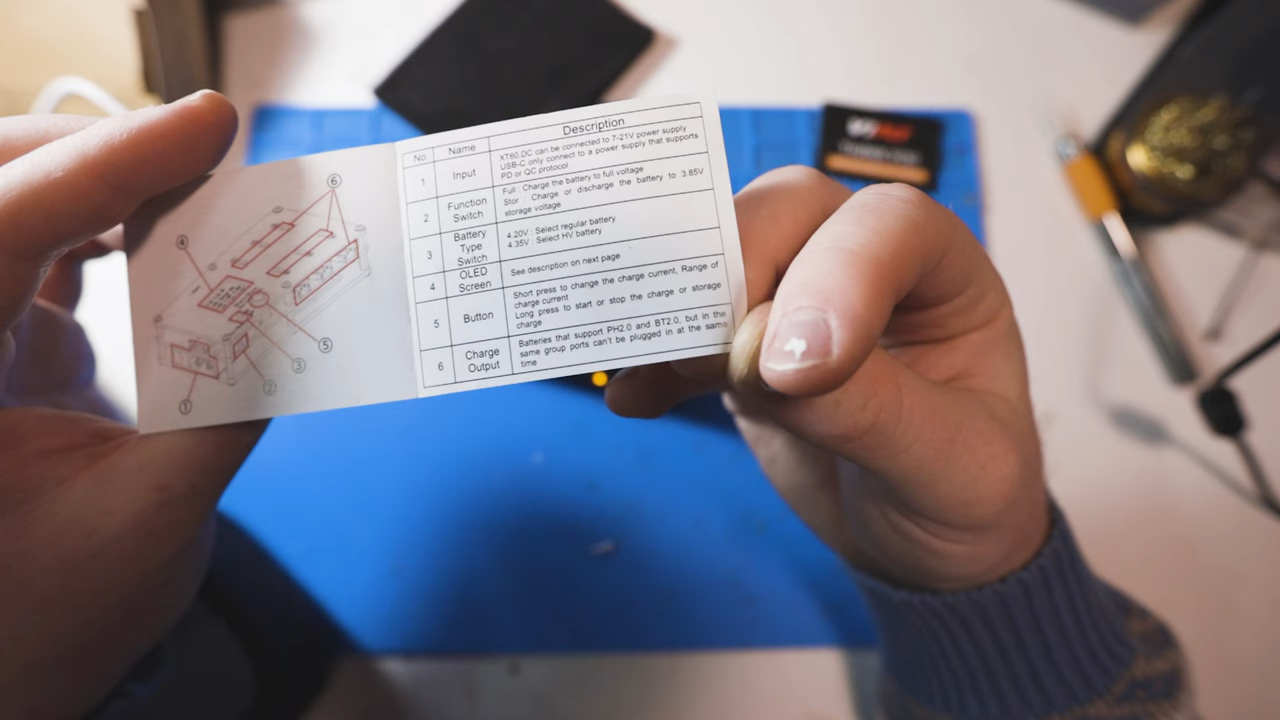 6
4
5
3
2
1
No. Name Description
1 Input XT60,DC can be connected to 7-21V power supply
USB-C only connect to a power supply that supports
PD or QC protocol
2 Function Switch Full : Charge the battery to full voltage
Stor : Charge or discharge the battery to 3.85V
storage voltage
3 Battery Type Switch 4.20V : Select regular battery
4.35V : Select HV battery
4 OLED Screen See description on next page
5 Button Short press to change the charge current, Range of
charge current
Long press to start or stop the charge or storage
charge
6 Charge Output Batteries that support PH2.0 and BT2.0, but in the
same group ports can't be plugged in at the same
time